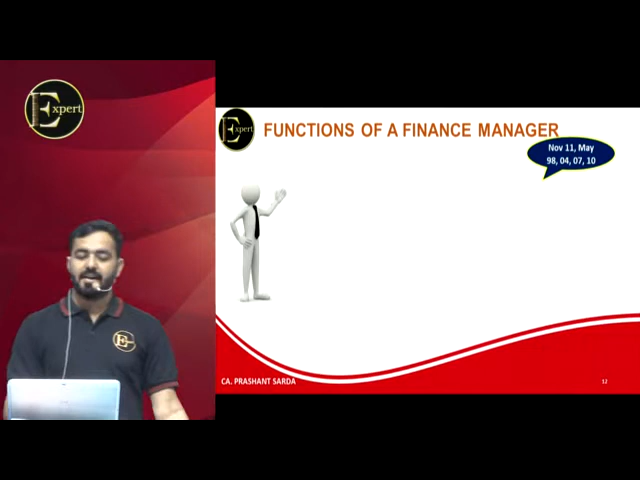 Expert
Expert
FUNCTIONS OF A FINANCE MANAGER
Nov 11, May
98, 04, 07, 10
CA. PRASHANT SARDA
12